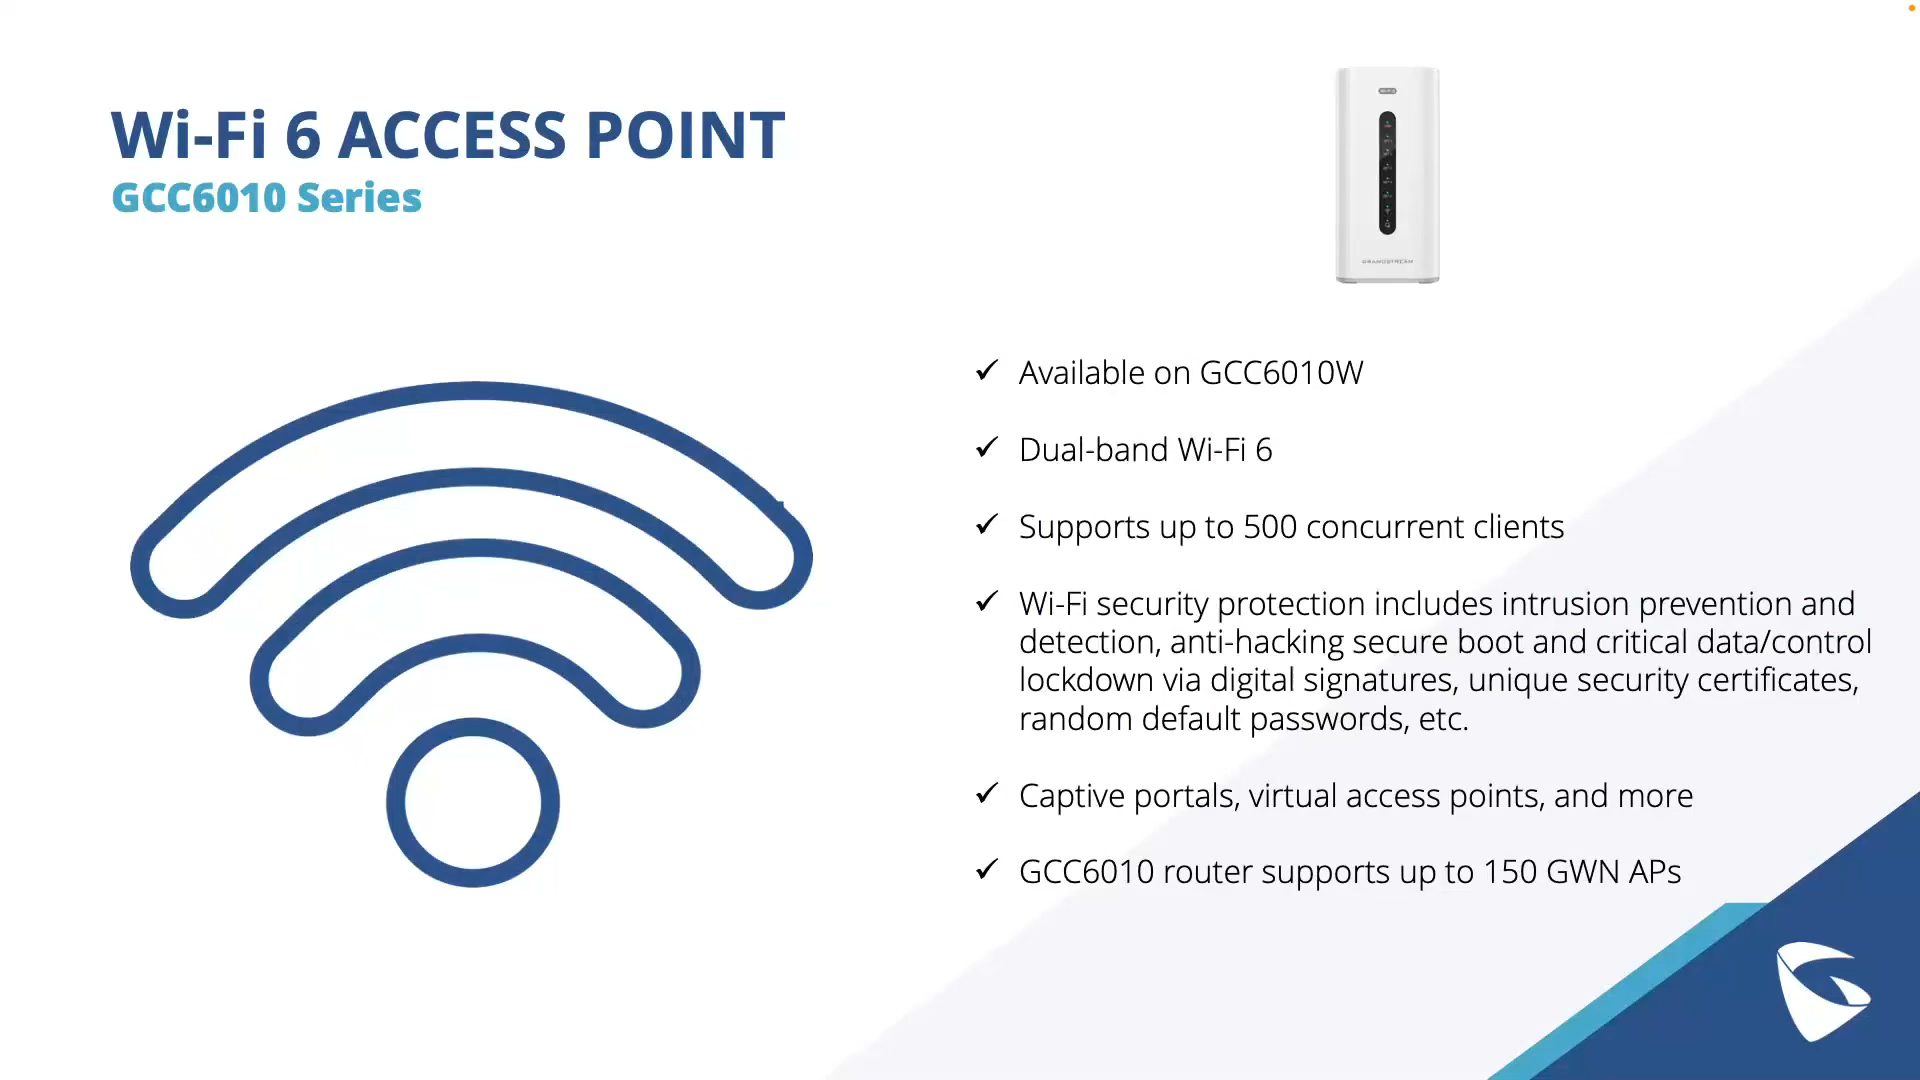 Wi-Fi 6 ACCESS POINT
GCC6010 Series
GRANDSTREAM
Available on GCC6010W
Dual-band Wi-Fi 6
Supports up to 500 concurrent clients
Wi-Fi security protection includes intrusion prevention and
detection, anti-hacking secure boot and critical data/control
lockdown via digital signatures, unique security certificates,
random default passwords, etc.
Captive portals, virtual access points, and more
GCC6010 router supports up to 150 GWN APs